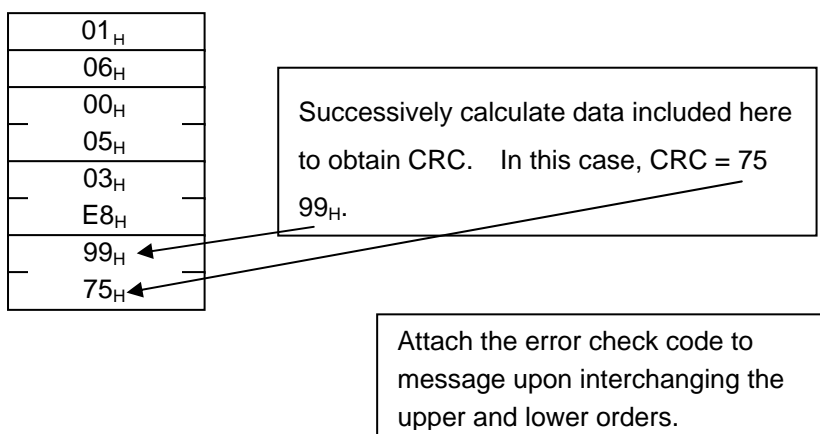 01H
06H
00H
05H
03H
E8H
99H
75H
Successively calculate data included here
to obtain CRC. In this case, CRC = 75
99H.
Attach the error check code to
message upon interchanging the
upper and lower orders.